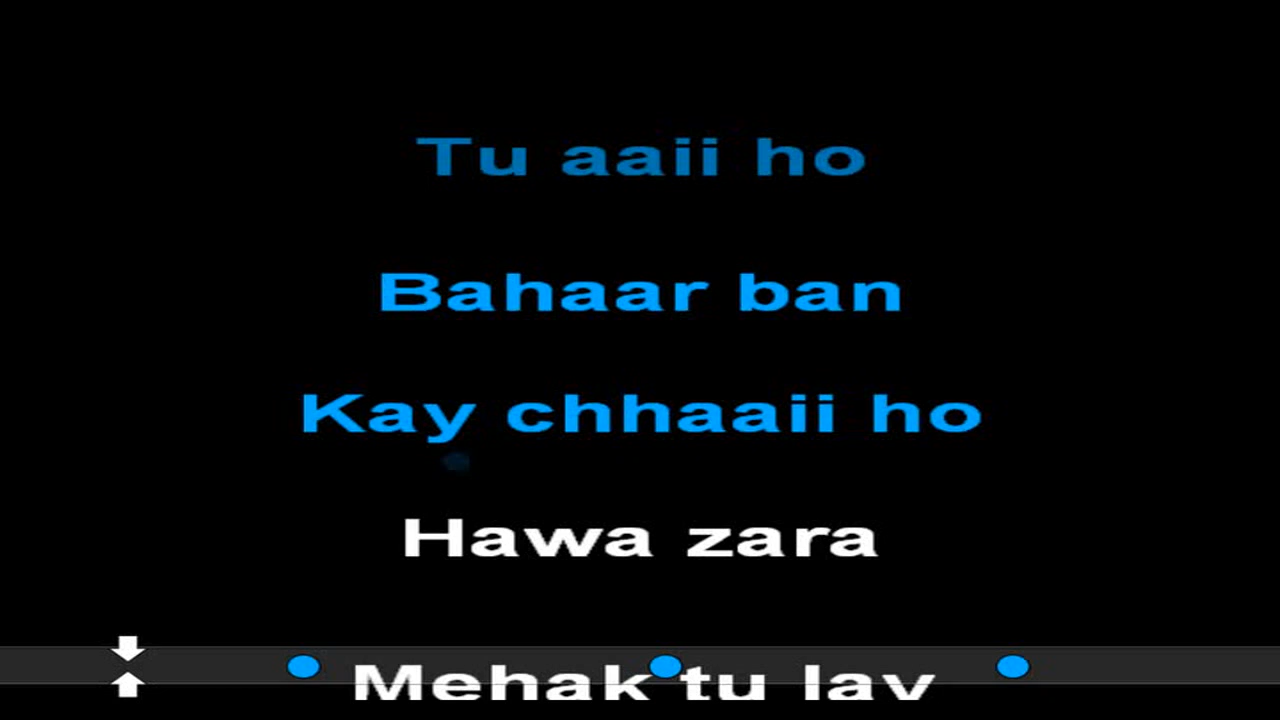 Tu aaii ho
Bahaar ban
Kay chhaaii ho
Hawa zara
Mehak tu lay